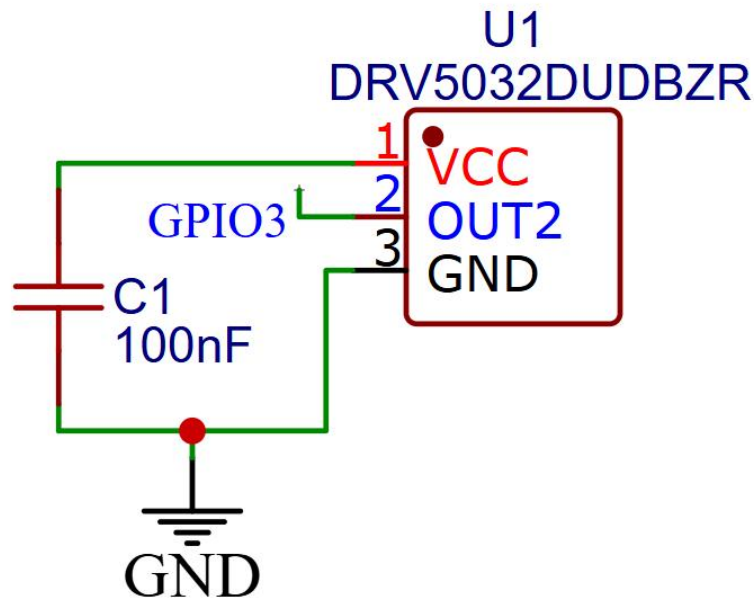 U1
DRV5032DUDBZR
1
VCC
2
GPIO3
OUT2
3
GND
C1
100nF
GND